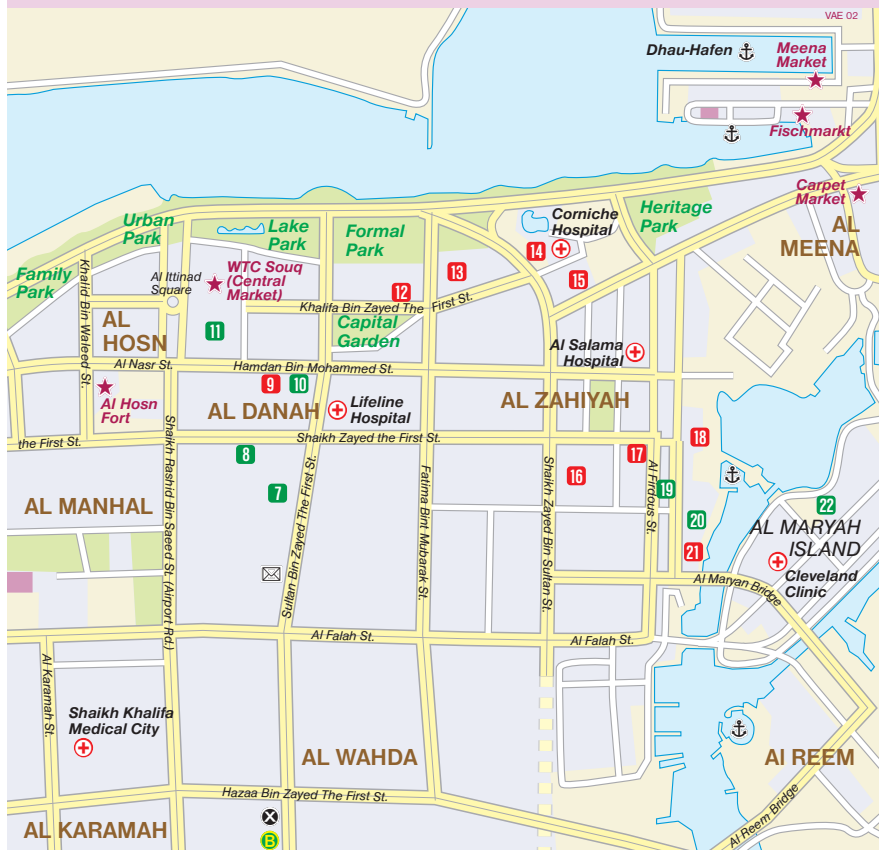 VAE 02
Dhau-Hafen
Meena
Market
Fischmarkt
Carpet
Market
AL
MEENA
Corniche
Hospital
Heritage
Park
Urban
Park
Lake
Park
Formal
Park
Family
Park
Al Ittinad
Square
WTC Souq
(Central
Market)
14
13
15
12
Khalifa Bin Zayed The First St.
Khalid Bin Waleed St.
AL
HOSN
11
Capital
Garden
Al Salama
Hospital
Al Nasr St.
Hamdan Bin Mohammed St.
Al Hosn
Fort
9
10
AL DANAH
Lifeline
Hospital
AL ZAHIYAH
the First St.
Shaikh Zayed the First St.
18
8
17
16
7
19
20
22
AL MANHAL
Shaikh Rashid Bin Saeed St. (Airport Rd.)
Sultan Bin Zayed The First St.
Fatima Bint Mubarak St.
Shaikh Zayed Bin Sultan St.
Al Firdous St.
AL MARYAH
ISLAND
21
Cleveland
Clinic
Al Maryan Bridge
Al Falah St.
Al Falah St.
Al Karamah St.
Shaikh Khalifa
Medical City
AL WAHDA
Al REEM
Hazaa Bin Zayed The First St.
Al Reem Bridge
AL KARAMAH
B